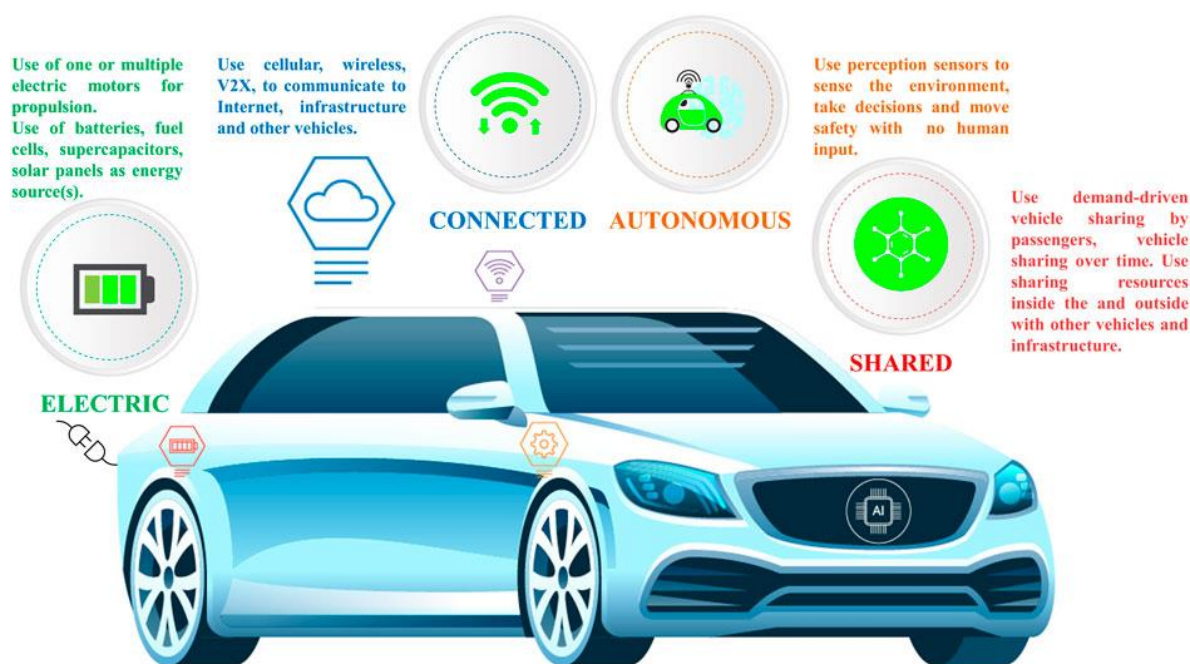 Use of one or multiple
electric motors for
propulsion.
Use of batteries, fuel
cells, supercapacitors,
solar panels as energy
source(s).
ELECTRIC
Use cellular, wireless,
V2X, to communicate to
Internet, infrastructure
and other vehicles.
CONNECTED
AUTONOMOUS
Use perception sensors to
sense the environment,
take decisions and move
safety with no human
input.
SHARED
Use demand-driven
vehicle sharing by
passengers, vehicle
sharing over time. Use
sharing resources
inside the and outside
with other vehicles and
infrastructure.
AI